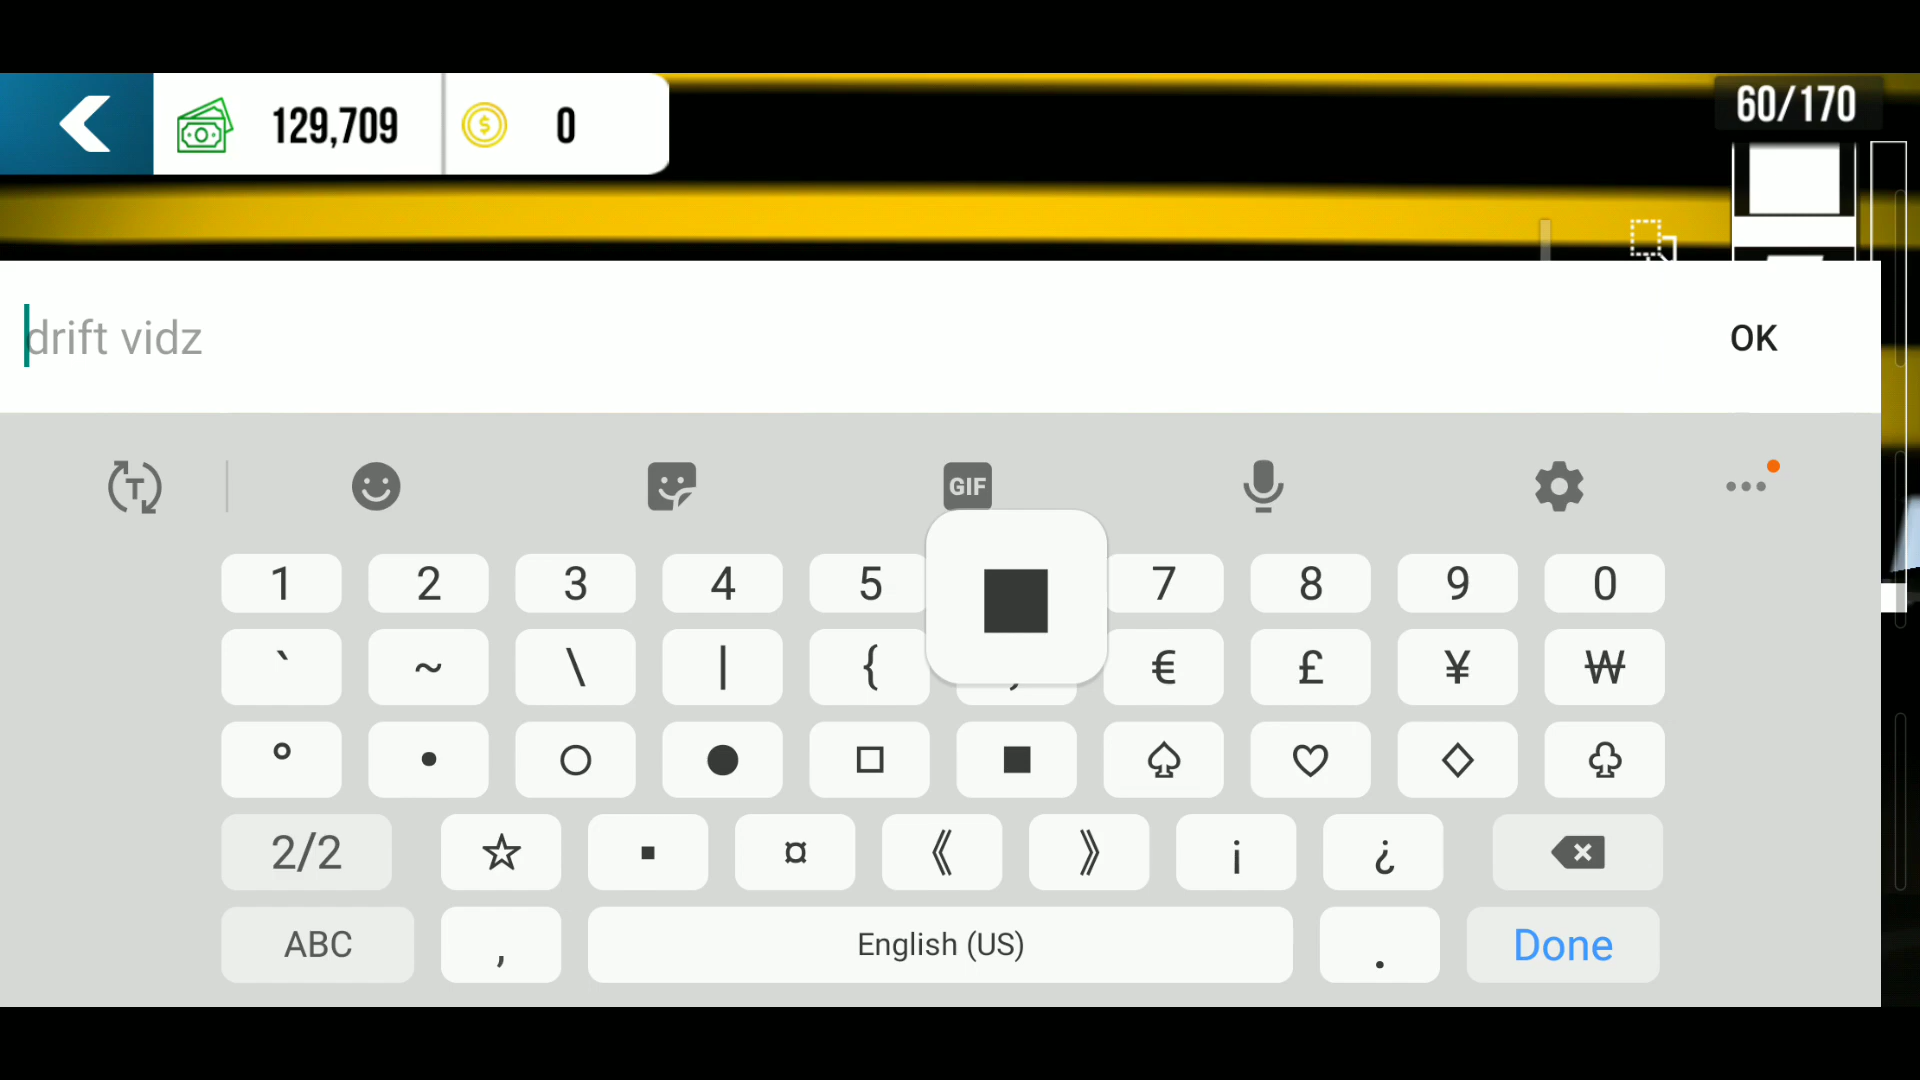 129,709 0 60/170
drift vidz OK
T GIF
1 2 3 4 5 ■ 7 8 9 0
` ~ \ | { € £ ¥ ₩
° • ○ ● □ ■ ♤ ♡ ◇ ♧
2/2 ☆ ▪ ¤ 《 》 ¡ ¿
ABC , English (US) . Done